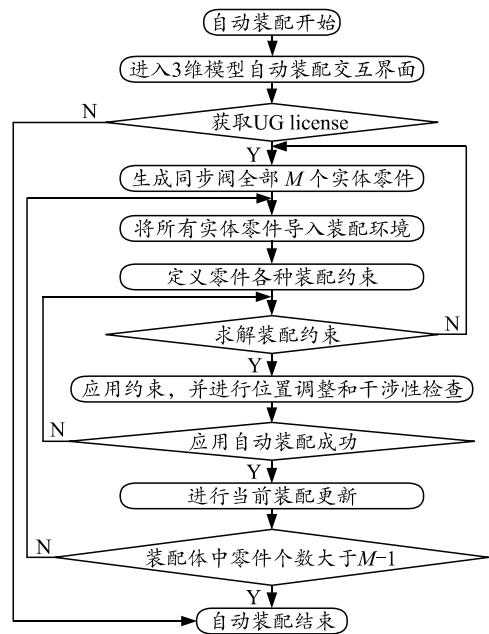 自动装配开始
进入3维模型自动装配交互界面
N
获取UG license
Y
生成同步阀全部 M 个实体零件
将所有实体零件导入装配环境
定义零件各种装配约束
求解装配约束
N
Y
应用约束，并进行位置调整和干涉性检查
N
应用自动装配成功
Y
进行当前装配更新
N
装配体中零件个数大于M-1
Y
自动装配结束